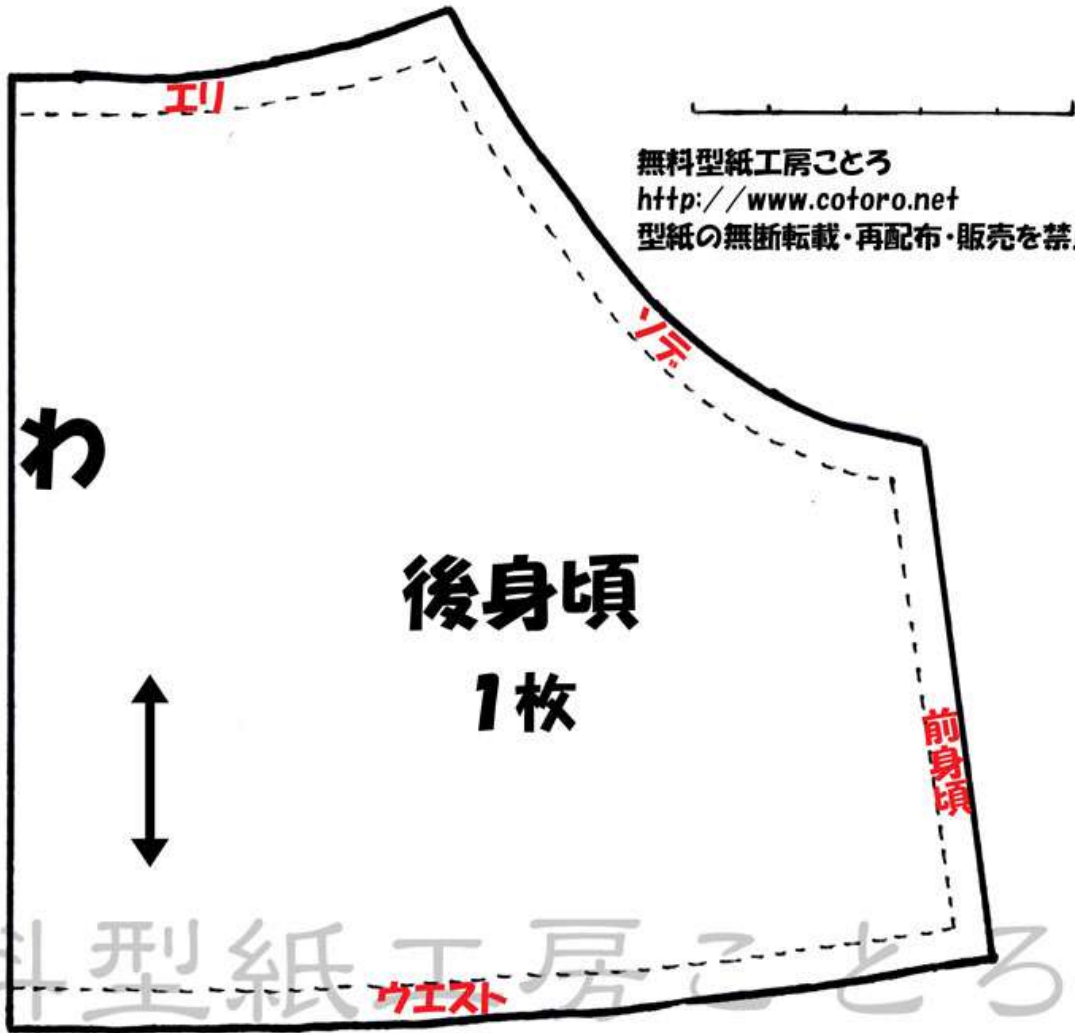 エリ
無料型紙工房ことろ
http://www.cotoro.net
型紙の無断転載・再配布・販売を禁
ソデ
わ
後身頃
1枚
前身頃
料型紙工房ことろ
ウエスト